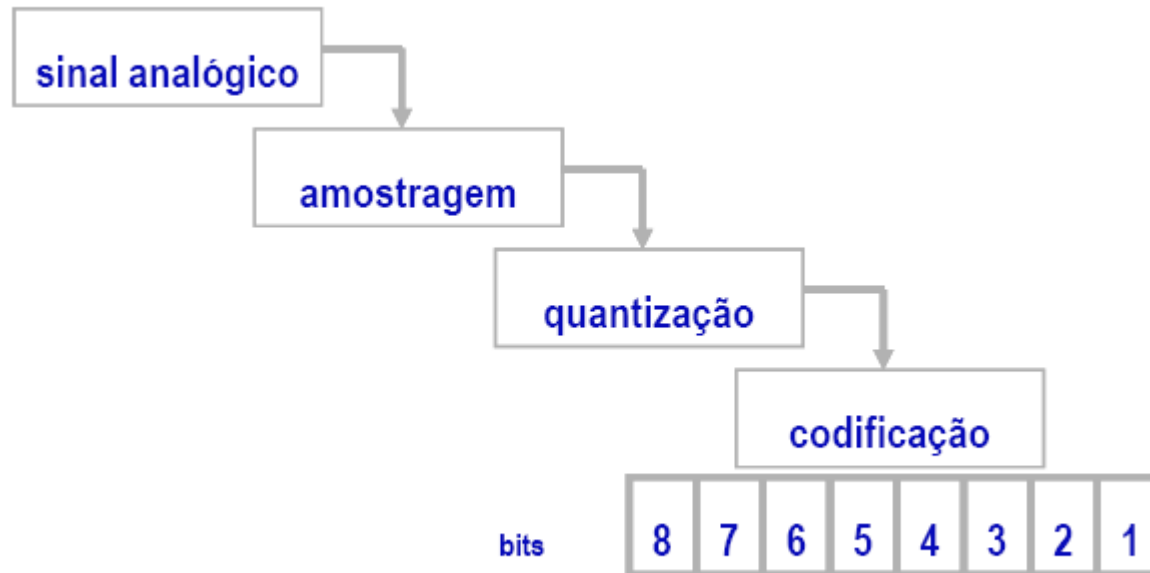 sinal analógico
amostragem
quantização
codificação
bits 8 7 6 5 4 3 2 1